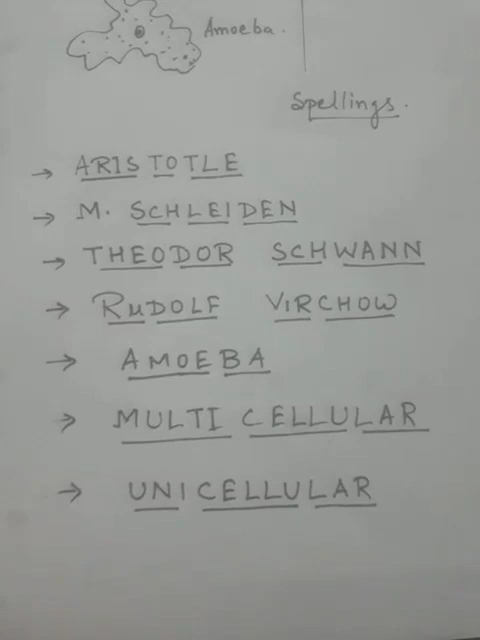 Amoeba.
Spellings.
→ ARISTOTLE
→ M. SCHLEIDEN
→ THEODOR SCHWANN
→ RUDOLF VIRCHOW
→ AMOEBA
→ MULTI CELLULAR
→ UNICELLULAR